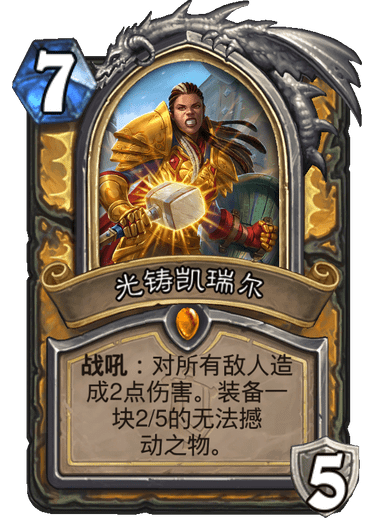 7
光铸凯瑞尔
战吼：对所有敌人造
成2点伤害。装备一
块2/5的无法撼
动之物。
5